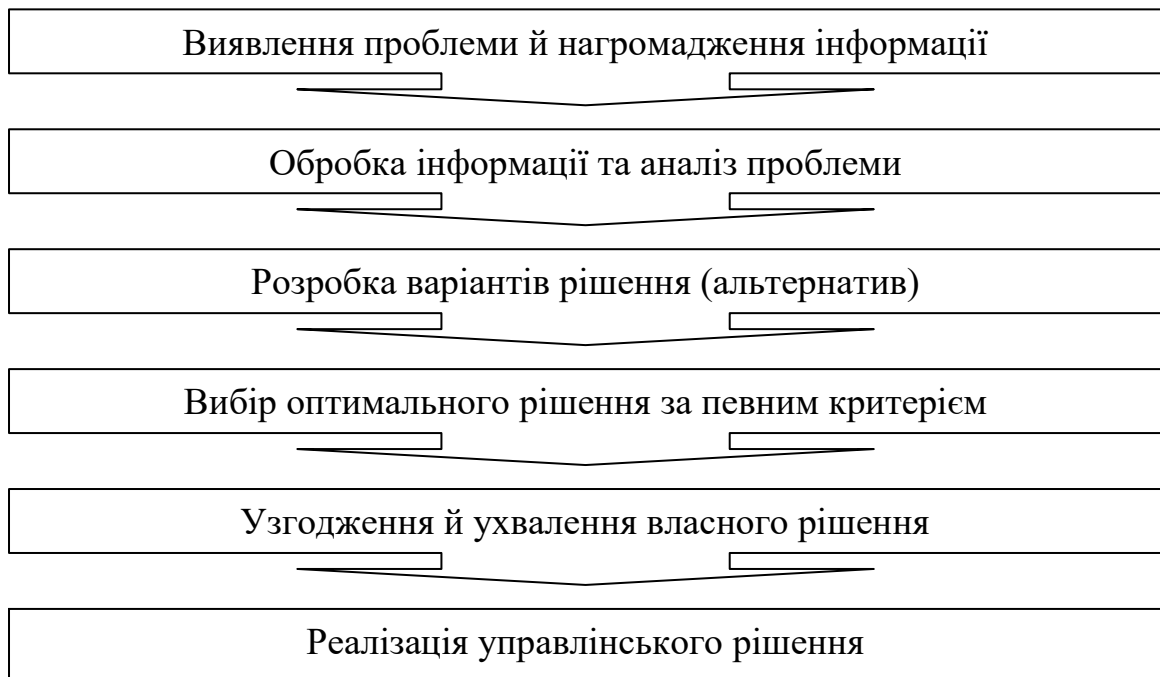 Виявлення проблеми й нагромадження інформації
Обробка інформації та аналіз проблеми
Розробка варіантів рішення (альтернатив)
Вибір оптимального рішення за певним критерієм
Узгодження й ухвалення власного рішення
Реалізація управлінського рішення